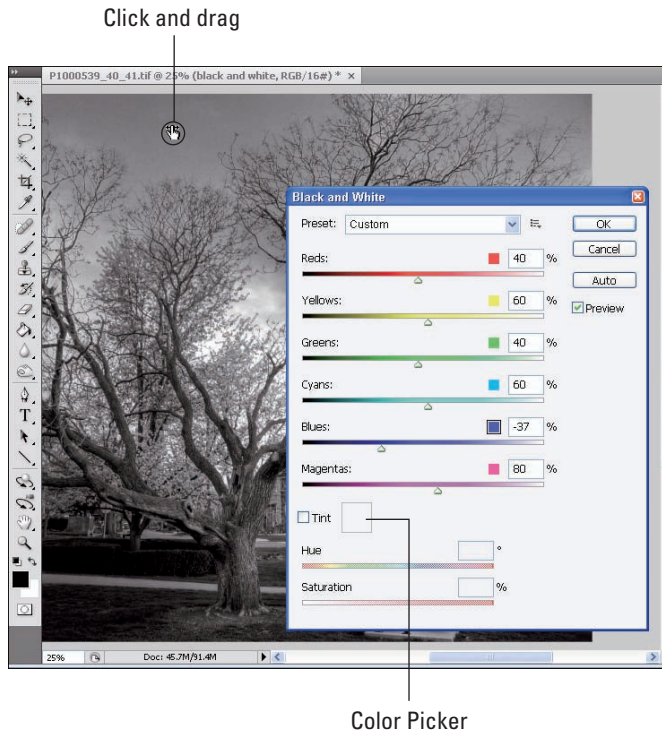 Click and drag
P1000539_40_41.tif @ 25% (black and white, RGB/16#) * ×
Black and White
Preset: Custom
OK
Cancel
Auto
Preview
Reds: 40 %
Yellows: 60 %
Greens: 40 %
Cyans: 60 %
Blues: -37 %
Magentas: 80 %
Tint
Hue °
Saturation %
T
25% Doc: 45.7M/91.4M
Color Picker